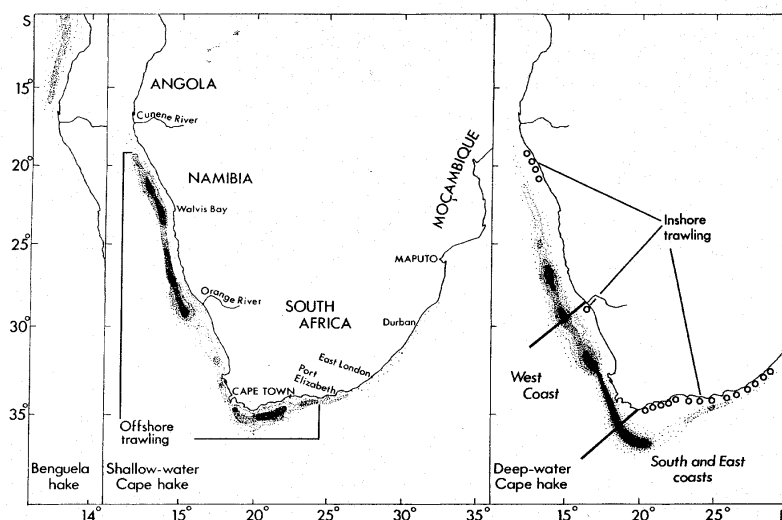 S
15°
20°
25°
30°
35°
Benguela
hake
14°
ANGOLA
Cunene River
NAMIBIA
Walvis Bay
Orange River
SOUTH
AFRICA
MOÇAMBIQUE
MAPUTO
Durban
East London
Port
Elizabeth
CAPE TOWN
Offshore
trawling
Shallow-water
Cape hake
15°
20°
25°
30°
35°
Inshore
trawling
West
Coast
South and East
coasts
Deep-water
Cape hake
15°
20°
25°